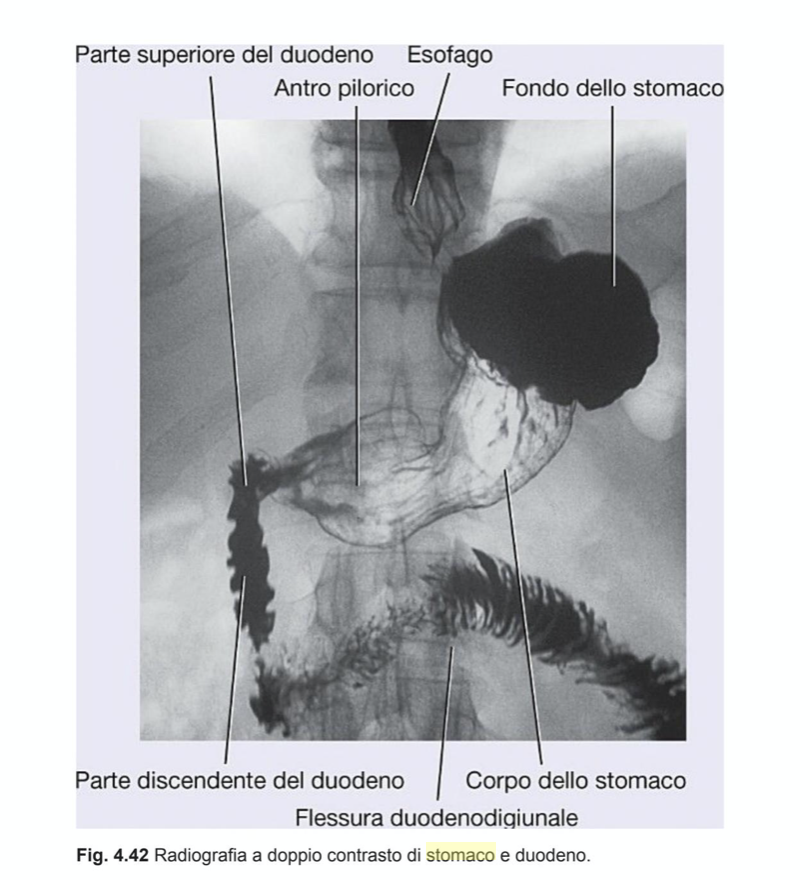 Parte superiore del duodeno Esofago
Antro pilorico Fondo dello stomaco
Parte discendente del duodeno Corpo dello stomaco
Flessura duodenodigiunale
Fig. 4.42 Radiografia a doppio contrasto di stomaco e duodeno.